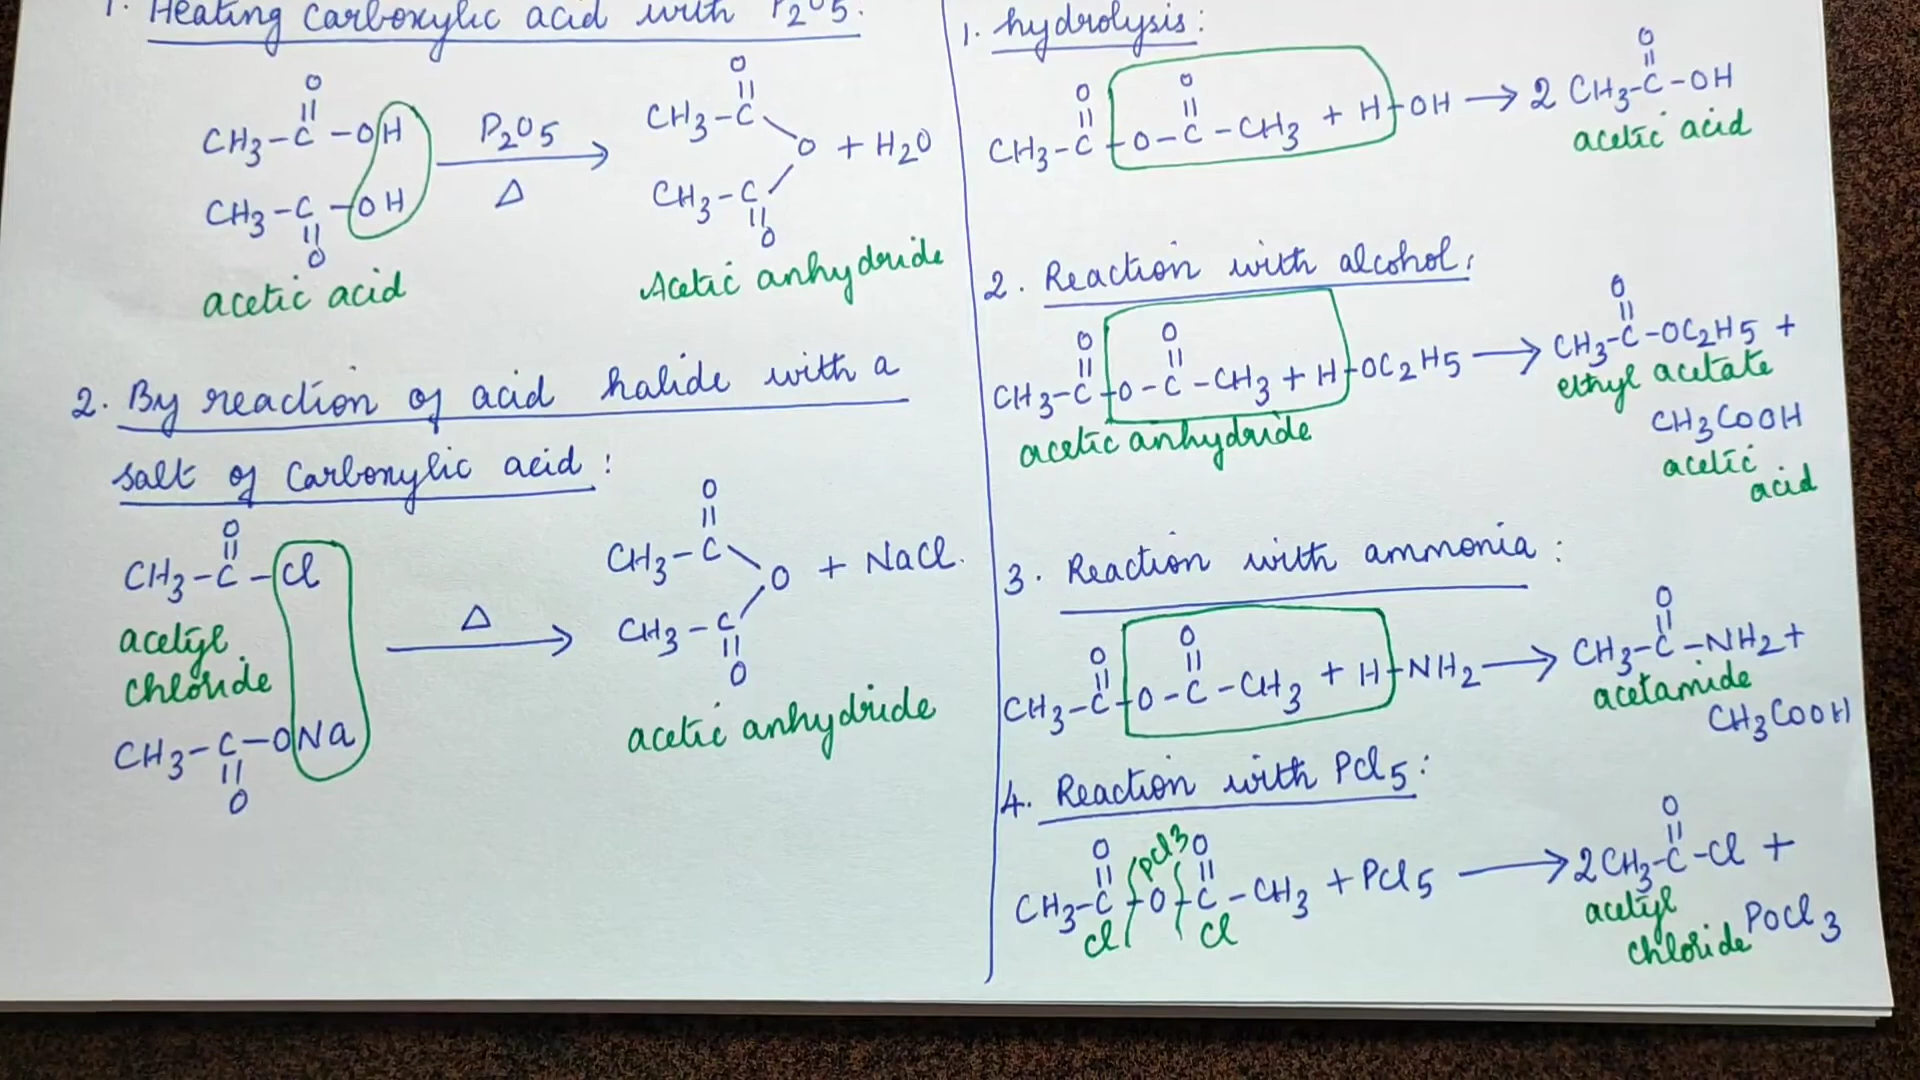 1. Heating Carboxylic acid with P2O5.
O
||
CH3-C-OH
P2O5
Δ
CH3-C-OH
||
O
acetic acid
O
||
CH3-C
O + H2O
CH3-C
||
O
Acetic anhydride
2. By reaction of acid halide with a
salt of Carboxylic acid :
O
||
CH3-C-Cl
acetyl
chloride
CH3-C-ONa
||
O
Δ
O
||
CH3-C
O + NaCl.
CH3-C
||
O
acetic anhydride
1. hydrolysis:
O O O
|| || ||
CH3-C-O-C-CH3 + H-OH → 2 CH3-C-OH
acetic acid
2. Reaction with alcohol:
O O O
|| || ||
CH3-C-O-C-CH3 + H-OC2H5 → CH3-C-OC2H5 +
acetic anhydride
ethyl acetate
CH3COOH
acetic
acid
3. Reaction with ammonia:
O O O
|| || ||
CH3-C-O-C-CH3 + H-NH2 → CH3-C-NH2+
acetamide
CH3COOH
4. Reaction with PCl5:
O PCl3 O O
|| || ||
CH3-C-O-C-CH3 + PCl5 → 2CH3-C-Cl +
Cl Cl
acetyl
chloride POCl3